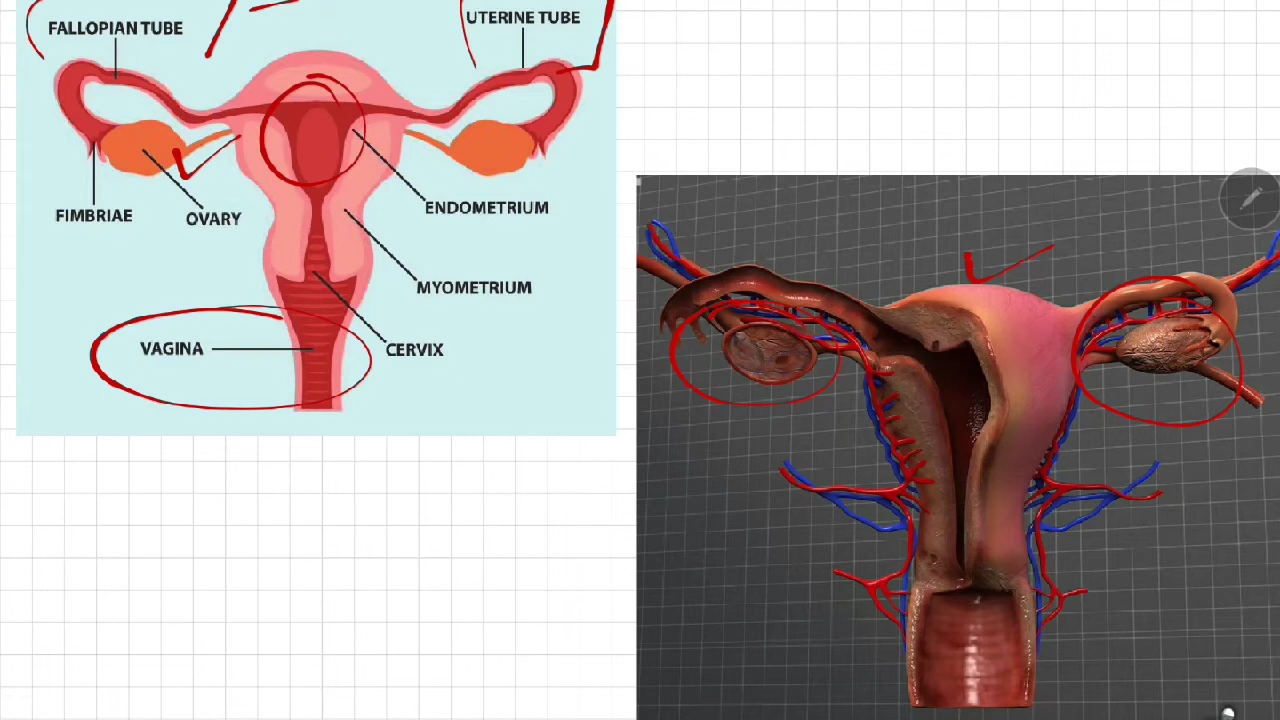 FALLOPIAN TUBE
UTERINE TUBE
FIMBRIAE
OVARY
ENDOMETRIUM
MYOMETRIUM
VAGINA
CERVIX